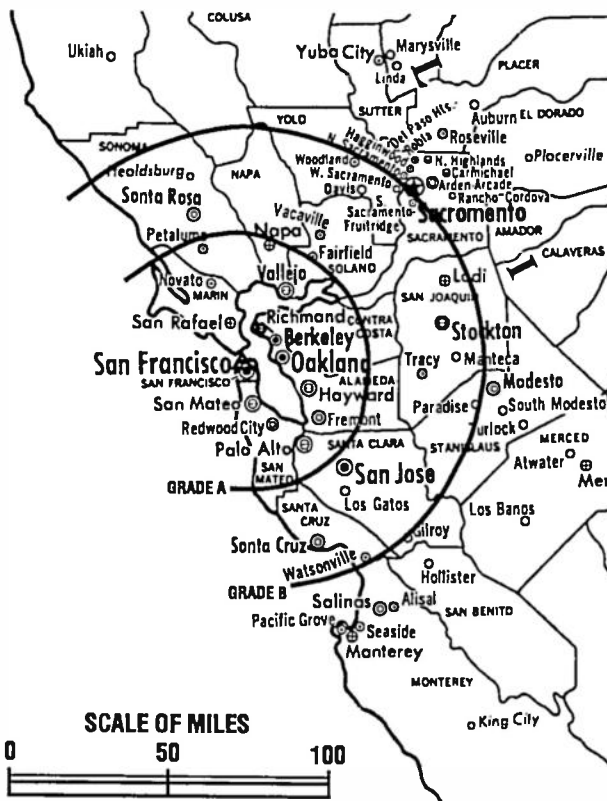 COLUSA
Ukiah
Yuba City
Marysville
Linda
PLACER
SUTTER
Auburn
EL DORADO
YOLO
Del Paso Hts.
Robla
Roseville
SONOMA
Hagginwood
N. Sacramento
N. Highlands
Placerville
Healdsburg
NAPA
Woodland
W. Sacramento
Carmichael
Arden Arcade
Davis
Rancho-Cordova
Santa Rosa
Vacaville
S.
Sacramento-
Fruitridge
Sacramento
Petaluma
Napa
Fairfield
SACRAMENTO
AMADOR
SOLANO
CALAVERAS
Novato
MARIN
Vallejo
Lodi
SAN
JOAQUIN
San Rafael
Richmond
CONTRA
COSTA
Berkeley
Stockton
San Francisco
Oakland
Manteca
SAN FRANCISCO
ALAMEDA
Tracy
Hayward
Modesto
San Mateo
Fremont
Paradise
South Modesto
Redwood City
Turlock
Palo Alto
SANTA CLARA
STANISLAUS
MERCED
SAN
MATEO
San Jose
Atwater
Mer
GRADE A
Los Gatos
SANTA
CRUZ
Los Banos
Santa Cruz
Gilroy
Watsonville
Hollister
GRADE B
Salinas
Alisal
SAN BENITO
Pacific Grove
Seaside
Monterey
MONTEREY
King City
SCALE OF MILES
0 50 100